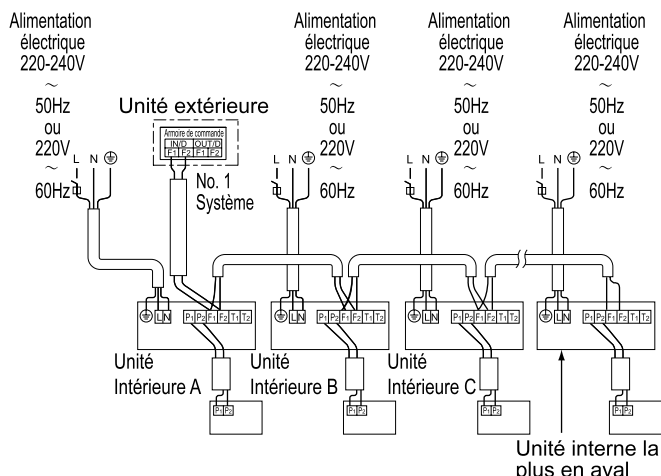 Alimentation
électrique
220-240V
~
50Hz
ou
220V
~
60Hz
L N
Unité extérieure
Armoire de commande
IN/D OUT/D
F1 F2 F1 F2
No. 1
Système
Alimentation
électrique
220-240V
~
50Hz
ou
220V
~
60Hz
L N
Alimentation
électrique
220-240V
~
50Hz
ou
220V
~
60Hz
L N
Alimentation
électrique
220-240V
~
50Hz
ou
220V
~
60Hz
L N
L N P1 P2 F1 F2 T1 T2
Unité
Intérieure A
P1 P2
L N P1 P2 F1 F2 T1 T2
Unité
Intérieure B
P1 P2
L N P1 P2 F1 F2 T1 T2
Unité
Intérieure C
P1 P2
L N P1 P2 F1 F2 T1 T2
P1 P2
Unité interne la
plus en aval